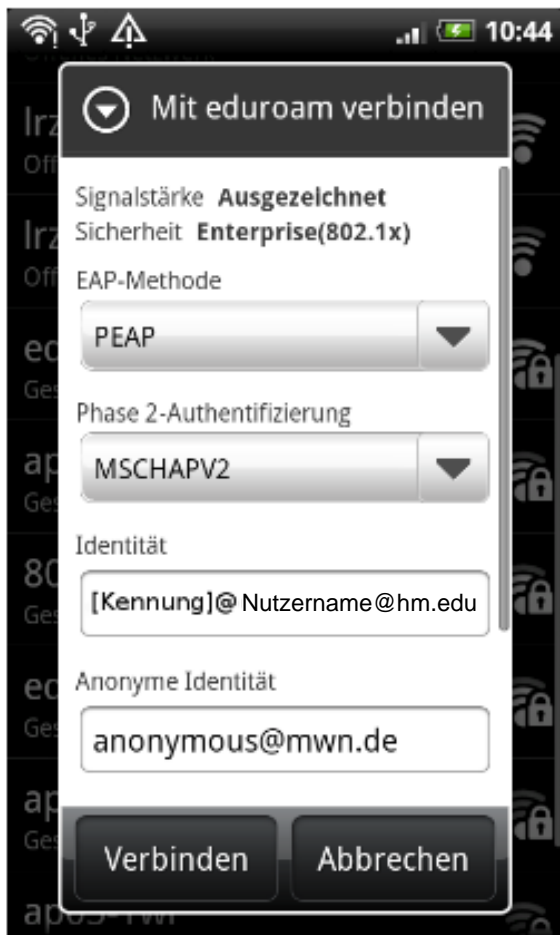 10:44
Mit eduroam verbinden
Signalstärke Ausgezeichnet
Sicherheit Enterprise(802.1x)
EAP-Methode
PEAP
Phase 2-Authentifizierung
MSCHAPV2
Identität
[Kennung]@ Nutzername@hm.edu
Anonyme Identität
anonymous@mwn.de
Verbinden Abbrechen